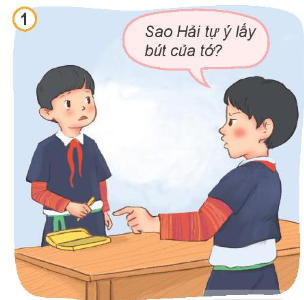 1
Sao Hải tự ý lấy
bút của tớ?